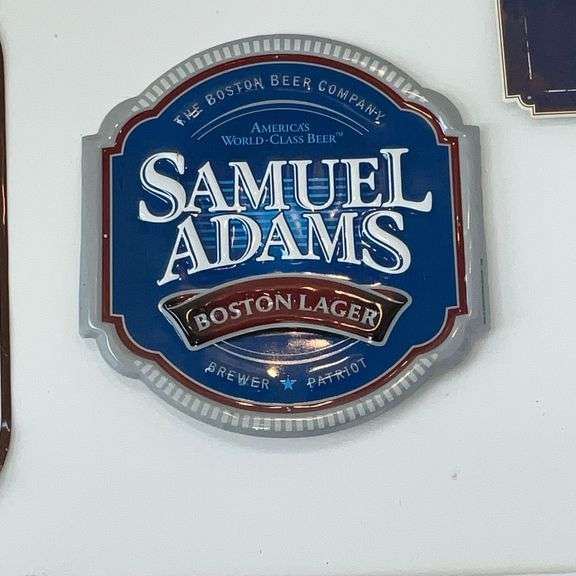 THE BOSTON BEER COMPANY
AMERICA'S
WORLD-CLASS BEER™
SAMUEL
ADAMS
BOSTON LAGER
BREWER ★ PATRIOT